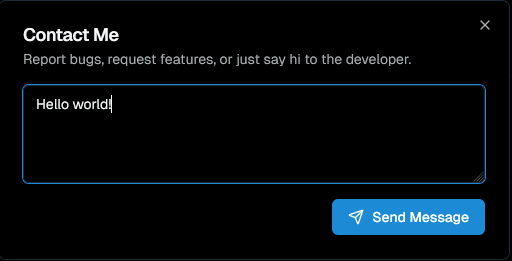 Contact Me
Report bugs, request features, or just say hi to the developer.
Hello world!
Send Message